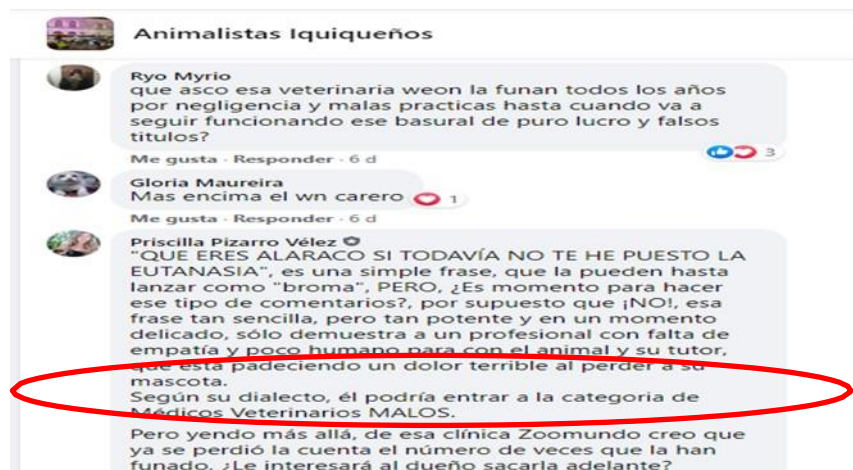 Animalistas Iquiqueños
Ryo Myrio
que asco esa veterinaria weon la funan todos los años
por negligencia y malas practicas hasta cuando va a
seguir funcionando ese basural de puro lucro y falsos
titulos?
Me gusta · Responder · 6 d
3
Gloria Maureira
Mas encima el wn carero
1
Me gusta · Responder · 6 d
Priscilla Pizarro Vélez
"QUE ERES ALARACO SI TODAVÍA NO TE HE PUESTO LA
EUTANASIA", es una simple frase, que la pueden hasta
lanzar como "broma", PERO, ¿Es momento para hacer
ese tipo de comentarios?, por supuesto que ¡NO!, esa
frase tan sencilla, pero tan potente y en un momento
delicado, sólo demuestra a un profesional con falta de
empatía y poco humano para con el animal y su tutor,
que está padeciendo un dolor terrible al perder a su
mascota.
Según su dialecto, él podría entrar a la categoria de
Médicos Veterinarios MALOS.
Pero yendo más allá, de esa clínica Zoomundo creo que
ya se perdió la cuenta el número de veces que la han
funado. ¿Le interesará al dueño sacarla adelante?